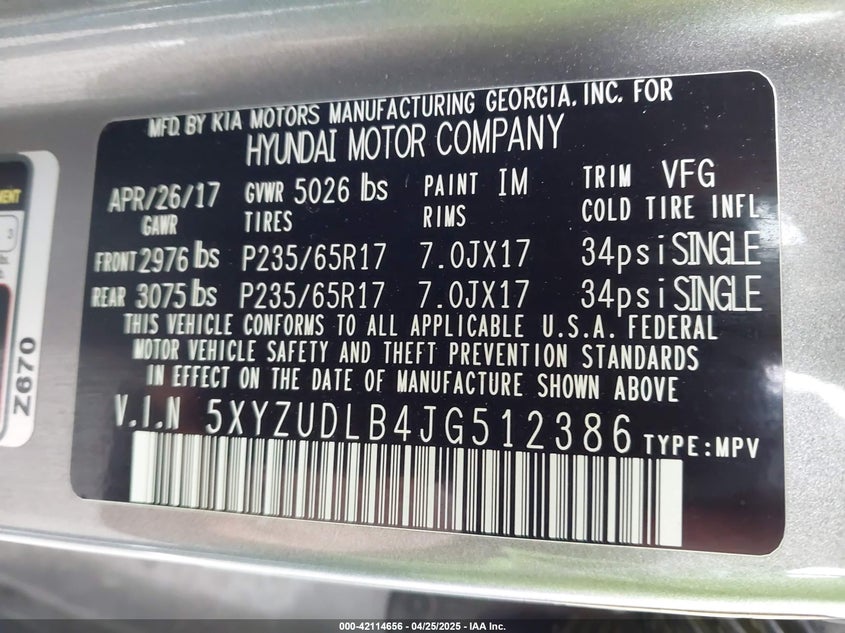 MFD. BY KIA MOTORS MANUFACTURING GEORGIA, INC. FOR
HYUNDAI MOTOR COMPANY
APR/26/17 GVWR 5026 lbs PAINT IM TRIM VFG
GAWR TIRES RIMS COLD TIRE INFL
FRONT 2976 lbs P235/65R17 7.0JX17 34psi SINGLE
REAR 3075 lbs P235/65R17 7.0JX17 34psi SINGLE
THIS VEHICLE CONFORMS TO ALL APPLICABLE U.S.A. FEDERAL
MOTOR VEHICLE SAFETY AND THEFT PREVENTION STANDARDS
IN EFFECT ON THE DATE OF MANUFACTURE SHOWN ABOVE
V.I.N 5XYZUDLB4JG512386 TYPE:MPV
Z670
000-42114656 - 04/25/2025 - IAA Inc.